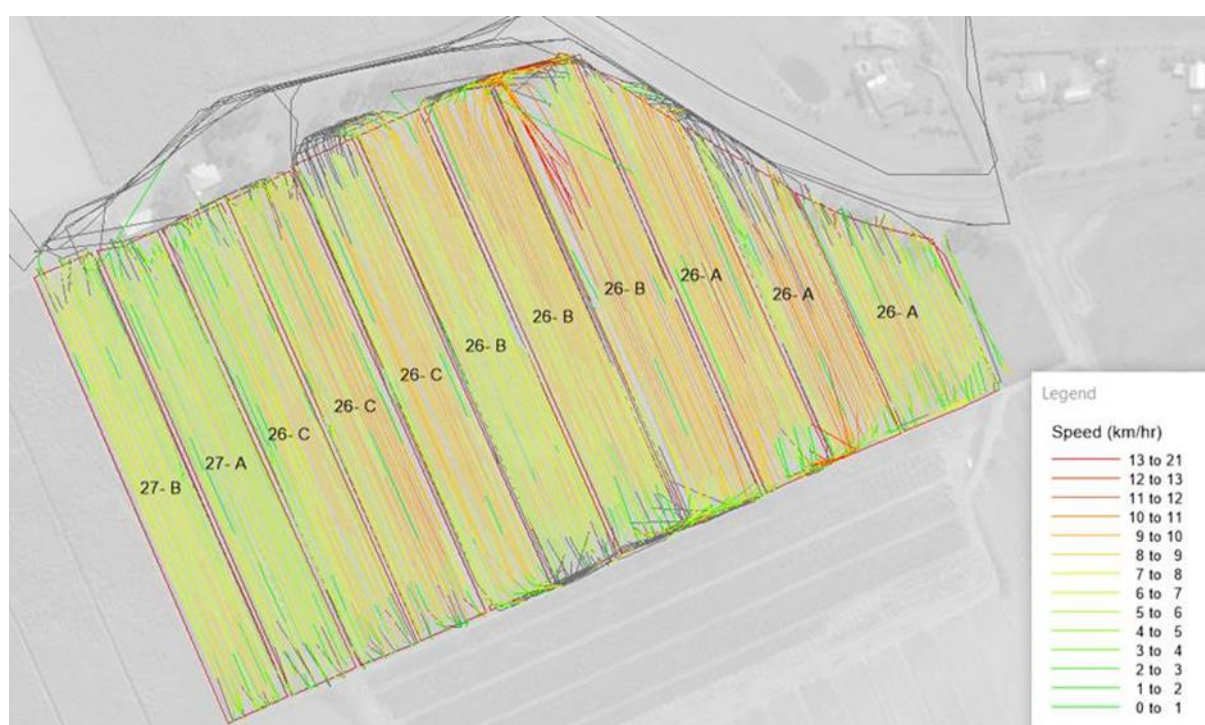 27- B
27- A
26- C
26- C
26- C
26- B
26- B
26- B
26- A
26- A
26- A
Legend
Speed (km/hr)
13 to 21
12 to 13
11 to 12
10 to 11
9 to 10
8 to 9
7 to 8
6 to 7
5 to 6
4 to 5
3 to 4
2 to 3
1 to 2
0 to 1